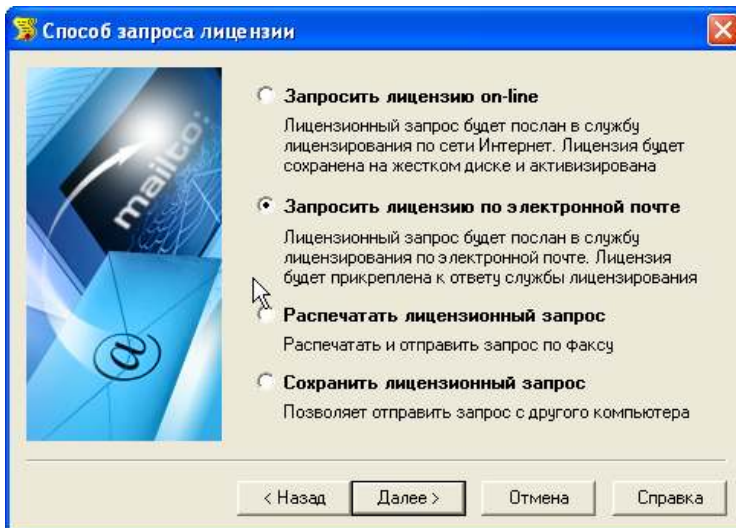 Способ запроса лицензии
Запросить лицензию on-line
Лицензионный запрос будет послан в службу
лицензирования по сети Интернет. Лицензия будет
сохранена на жестком диске и активизирована
mailto:
Запросить лицензию по электронной почте
Лицензионный запрос будет послан в службу
лицензирования по электронной почте. Лицензия
будет прикреплена к ответу службы лицензирования
Распечатать лицензионный запрос
Распечатать и отправить запрос по факсу
@
Сохранить лицензионный запрос
Позволяет отправить запрос с другого компьютера
< Назад Далее > Отмена Справка